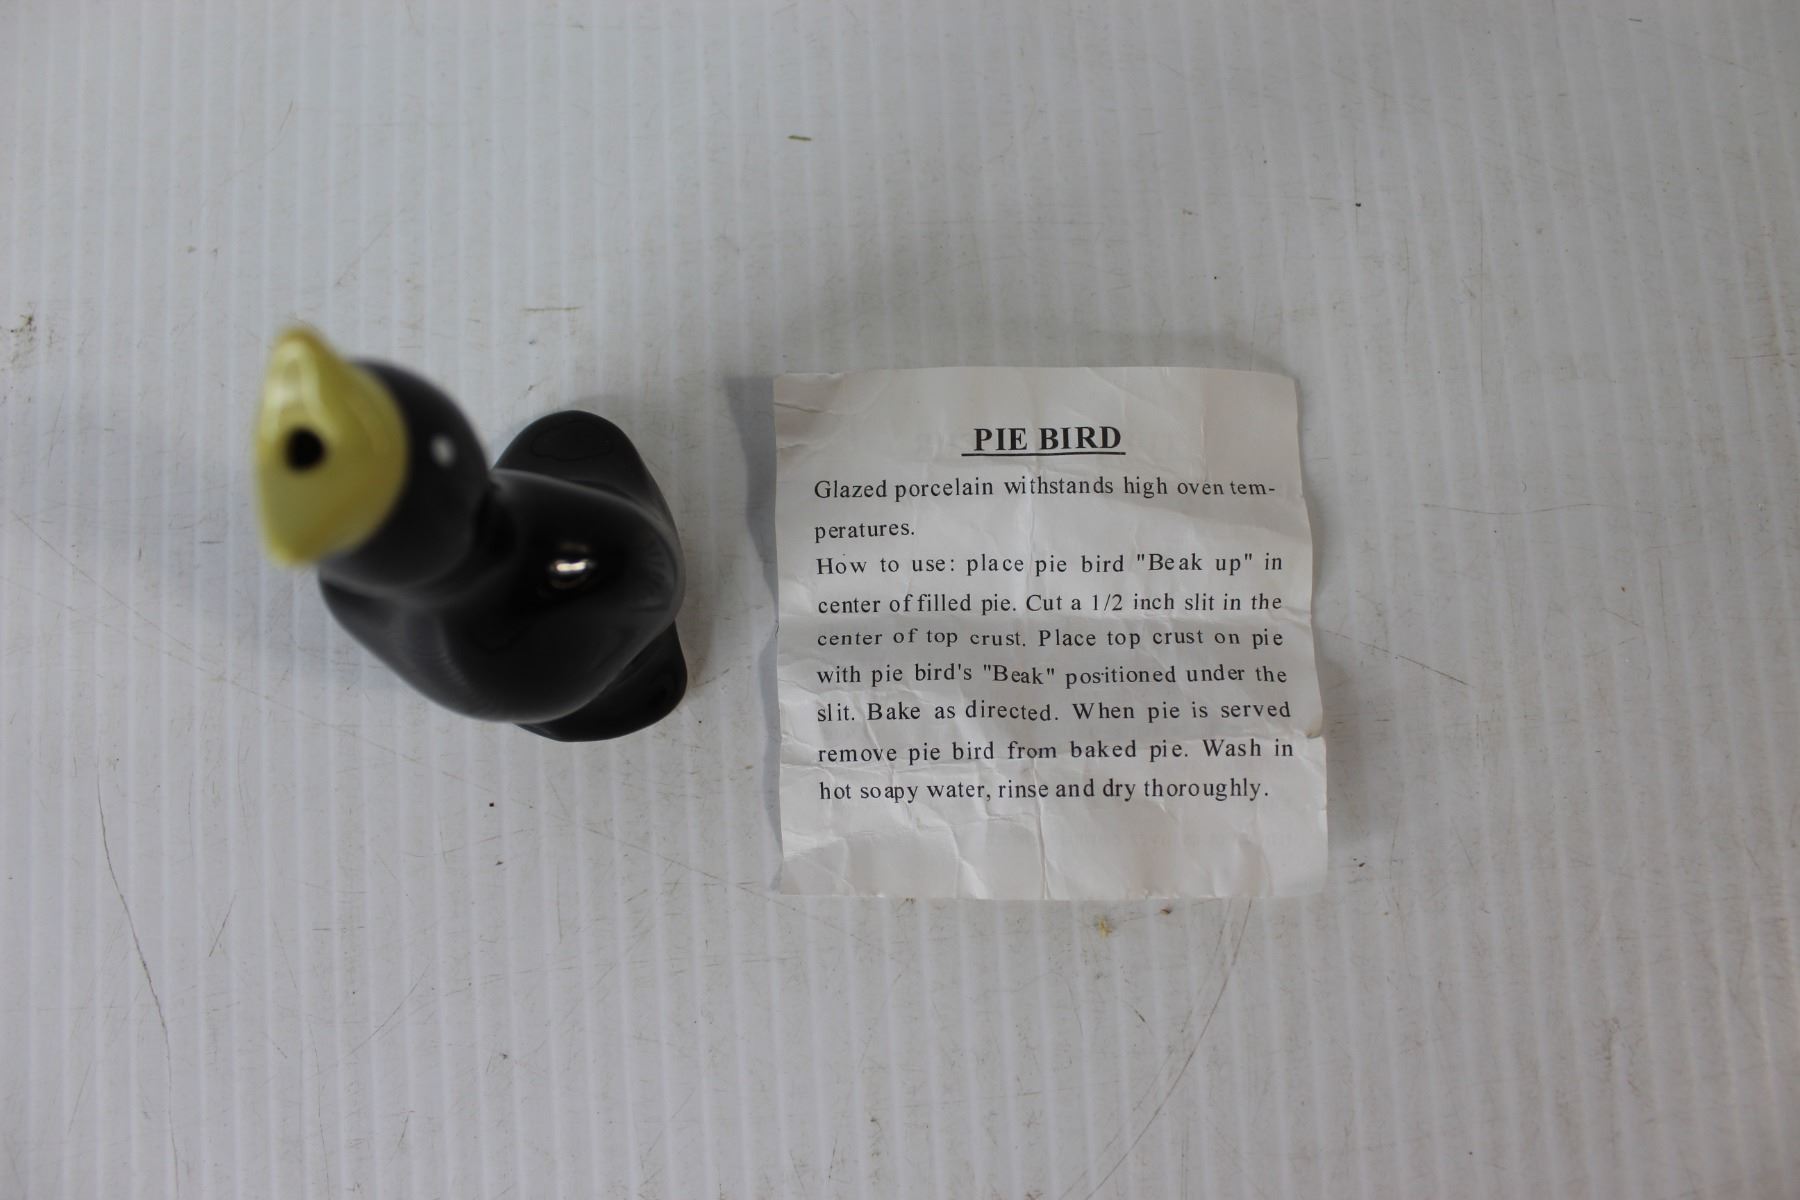 PIE BIRD
Glazed porcelain withstands high oven tem-
peratures.
How to use: place pie bird "Beak up" in
center of filled pie. Cut a 1/2 inch slit in the
center of top crust. Place top crust on pie
with pie bird's "Beak" positioned under the
slit. Bake as directed. When pie is served
remove pie bird from baked pie. Wash in
hot soapy water, rinse and dry thoroughly.